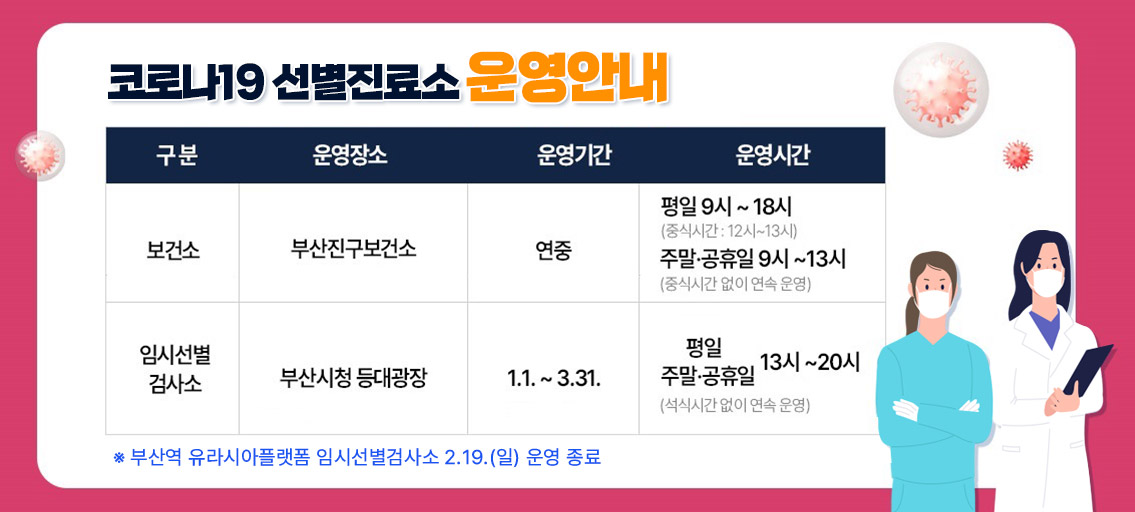 코로나19 선별진료소 운영안내
구 분 운영장소 운영기간 운영시간
보건소 부산진구보건소 연중
평일 9시 ~ 18시
(중식시간 : 12시~13시)
주말·공휴일 9시 ~13시
(중식시간 없이 연속 운영)
임시선별
검사소
부산시청 등대광장 1.1. ~ 3.31.
평일
주말·공휴일 13시 ~20시
(석식시간 없이 연속 운영)
※ 부산역 유라시아플랫폼 임시선별검사소 2.19.(일) 운영 종료